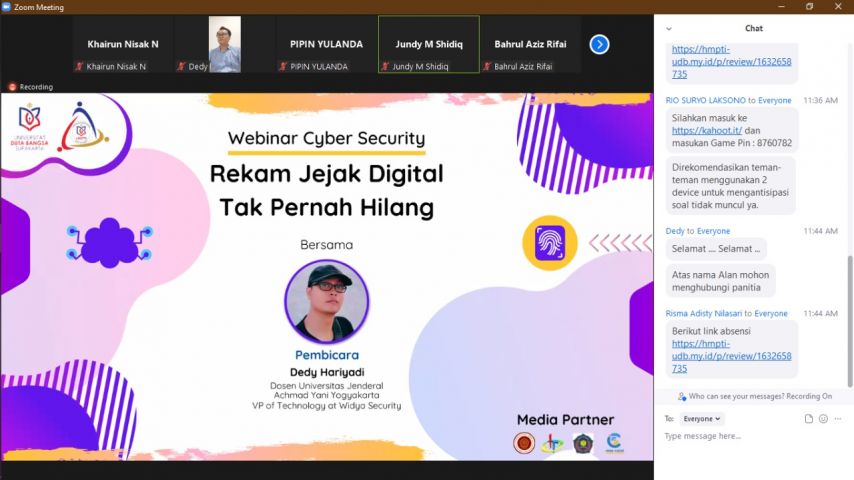 Zoom Meeting
Khairun Nisak N
Khairun Nisak N
Dedy
PIPIN YULANDA
PIPIN YULANDA
Jundy M Shidiq
Jundy M Shidiq
Bahrul Aziz Rifai
Bahrul Aziz Rifai
Recording
UNIVERSITAS
DUTA BANGSA
SURAKARTA
Webinar Cyber Security
Rekam Jejak Digital
Tak Pernah Hilang
Bersama
Pembicara
Dedy Hariyadi
Dosen Universitas Jenderal
Achmad Yani Yogyakarta
VP of Technology at Widya Security
Media Partner
Chat
https://hmpti-
udb.my.id/p/review/1632658
735
RIO SURYO LAKSONO to Everyone 11:36 AM
Silahkan masuk ke
https://kahoot.it/ dan
masukan Game Pin : 8760782
Direkomendasikan teman-
teman menggunakan 2
device untuk mengantisipasi
soal tidak muncul ya.
Dedy to Everyone 11:44 AM
Selamat .... Selamat ...
Atas nama Alan mohon
menghubungi panitia
Risma Adisty Nilasari to Everyone 11:44 AM
Berikut link absensi
https://hmpti-
udb.my.id/p/review/1632658
735
Who can see your messages? Recording On
To: Everyone
Type message here...